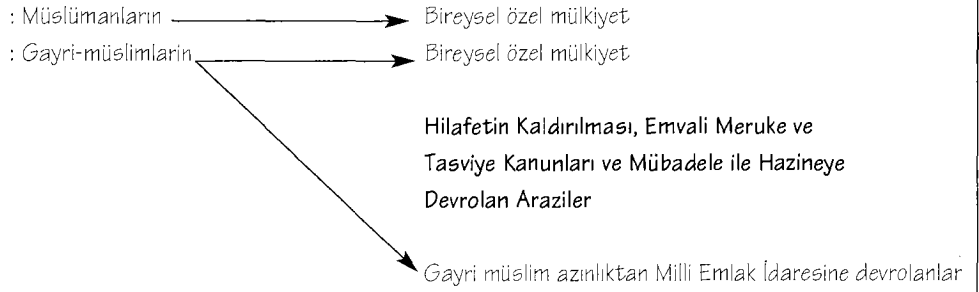 : Müslümanların Bireysel özel mülkiyet
: Gayri-müslimlarin Bireysel özel mülkiyet
Hilafetin Kaldırılması, Emvali Meruke ve
Tasviye Kanunları ve Mübadele ile Hazineye
Devrolan Araziler
Gayri müslim azınlıktan Milli Emlak İdaresine devrolanlar